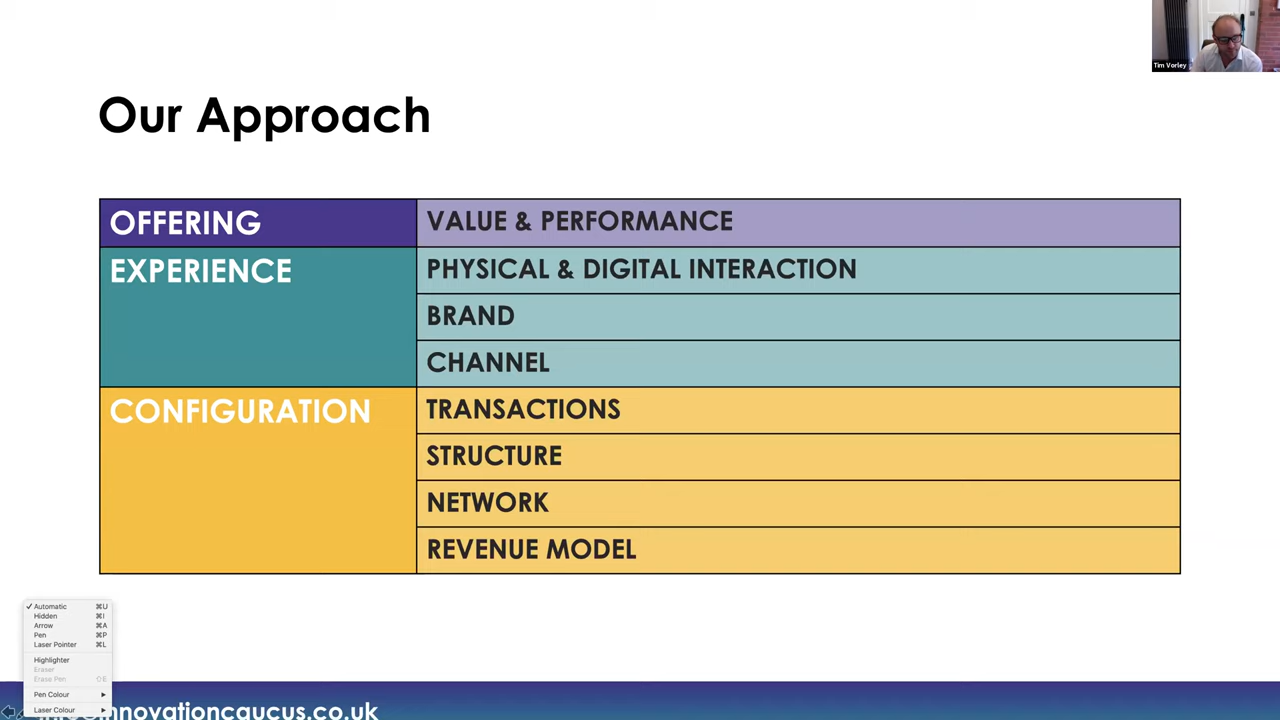 Tim Vorley
Our Approach
OFFERING
VALUE & PERFORMANCE
EXPERIENCE
PHYSICAL & DIGITAL INTERACTION
BRAND
CHANNEL
CONFIGURATION
TRANSACTIONS
STRUCTURE
NETWORK
REVENUE MODEL
✓ Automatic ⌘U
Hidden ⌘I
Arrow ⌘A
Pen ⌘P
Laser Pointer ⌘L
Highlighter
Eraser
Erase Pen ⇧E
Pen Colour ▶
Laser Colour ▶
innovationcaucus.co.uk